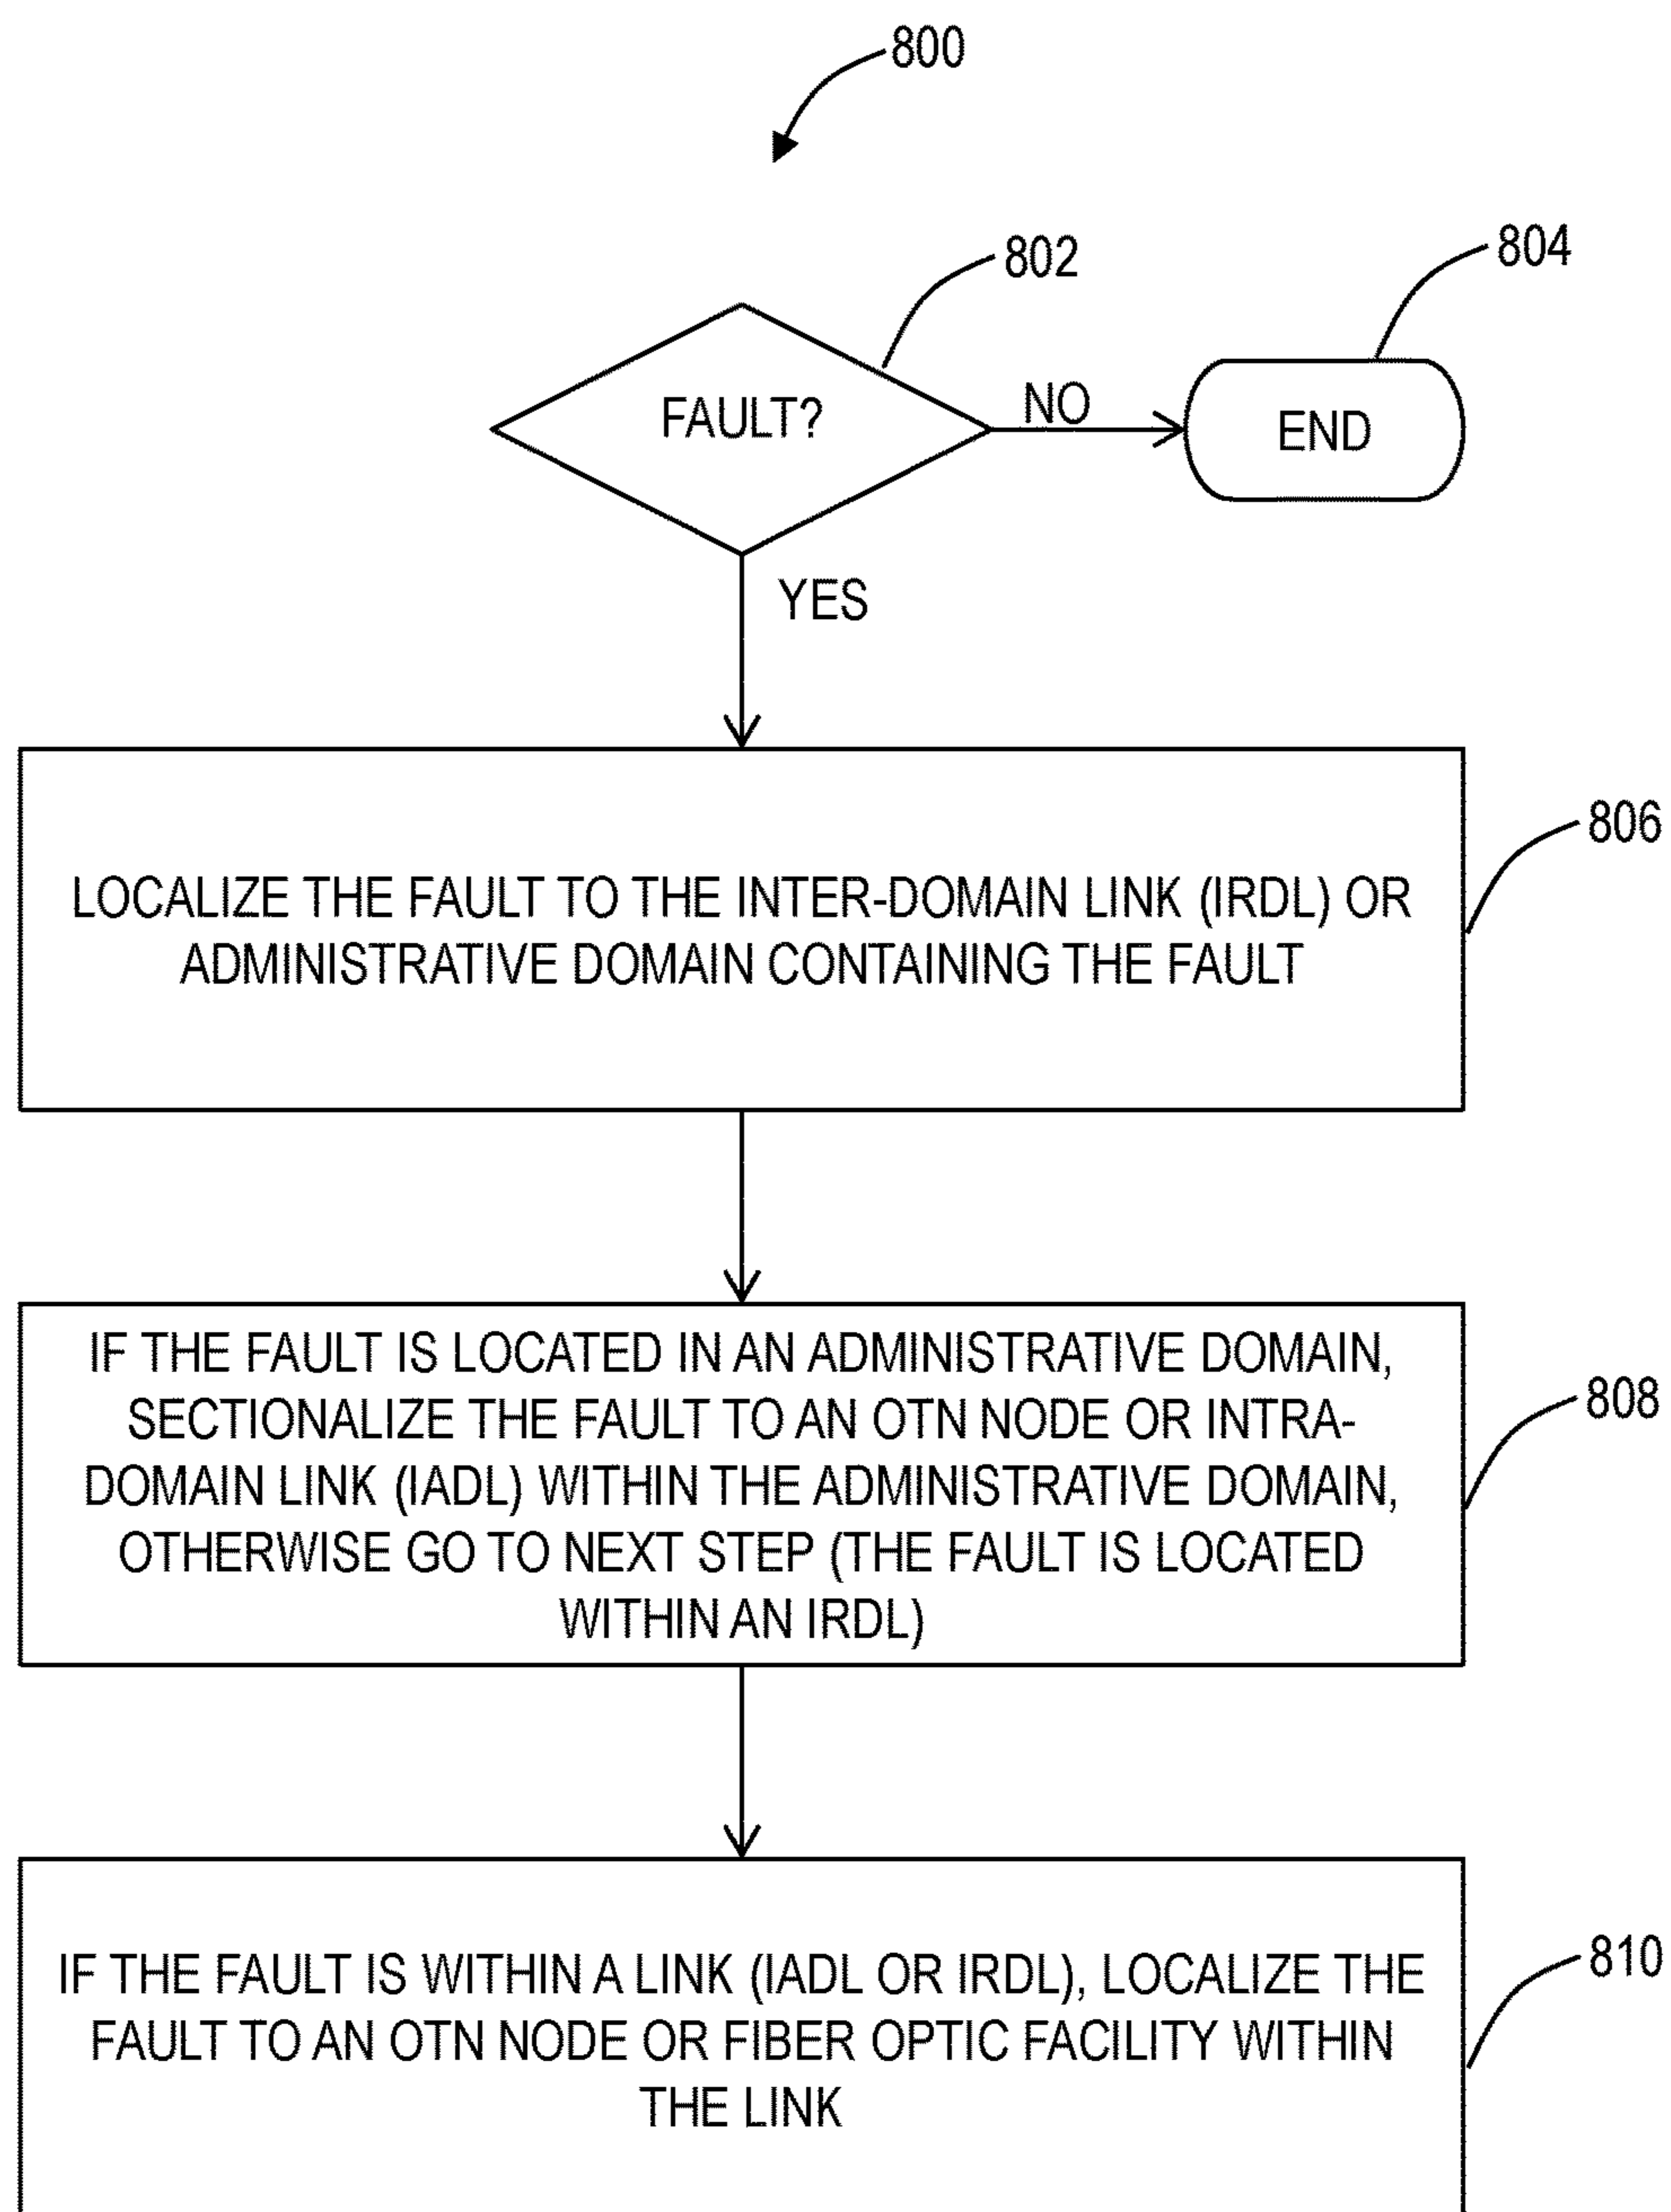 800
802
804
FAULT?
NO
END
YES
806
LOCALIZE THE FAULT TO THE INTER-DOMAIN LINK (IRDL) OR
ADMINISTRATIVE DOMAIN CONTAINING THE FAULT
808
IF THE FAULT IS LOCATED IN AN ADMINISTRATIVE DOMAIN,
SECTIONALIZE THE FAULT TO AN OTN NODE OR INTRA-
DOMAIN LINK (IADL) WITHIN THE ADMINISTRATIVE DOMAIN,
OTHERWISE GO TO NEXT STEP (THE FAULT IS LOCATED
WITHIN AN IRDL)
810
IF THE FAULT IS WITHIN A LINK (IADL OR IRDL), LOCALIZE THE
FAULT TO AN OTN NODE OR FIBER OPTIC FACILITY WITHIN
THE LINK